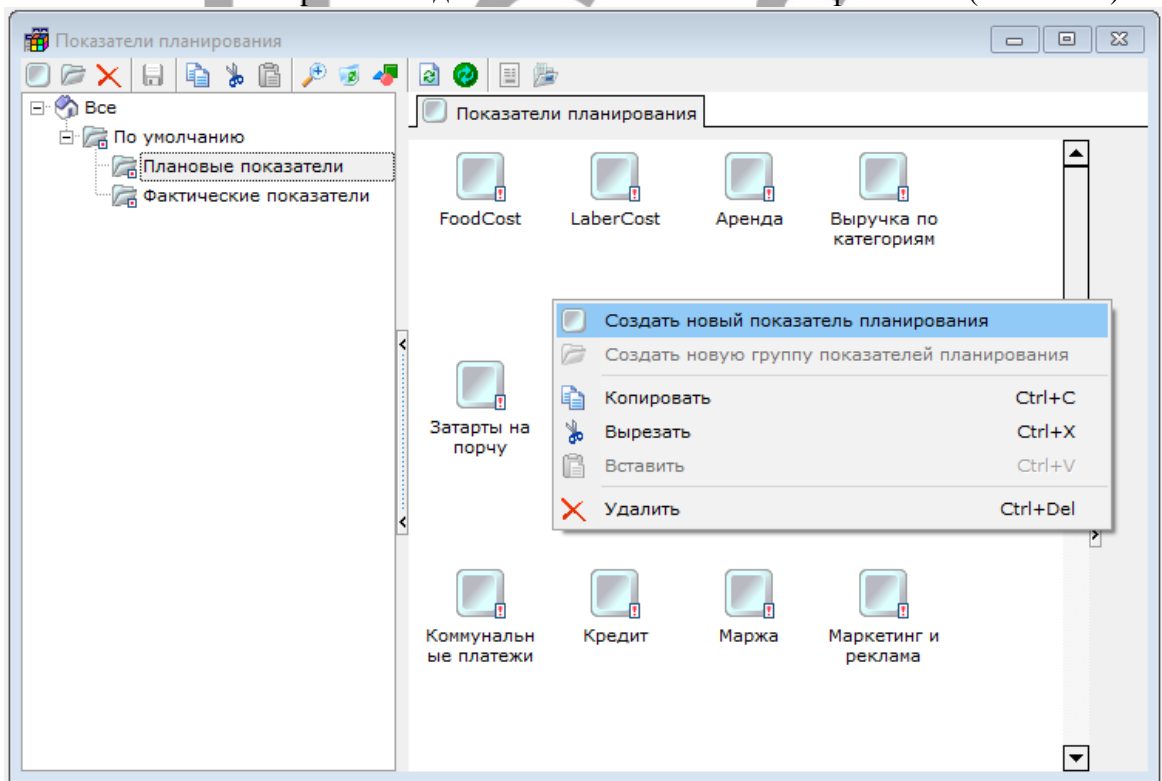 Показатели планирования
Все
По умолчанию
Плановые показатели
Фактические показатели
Показатели планирования
FoodCost
LaberCost
Аренда
Выручка по
категориям
Создать новый показатель планирования
Создать новую группу показателей планирования
Копировать Ctrl+C
Вырезать Ctrl+X
Вставить Ctrl+V
Удалить Ctrl+Del
Затарты на
порчу
Коммунальн
ые платежи
Кредит
Маржа
Маркетинг и
реклама